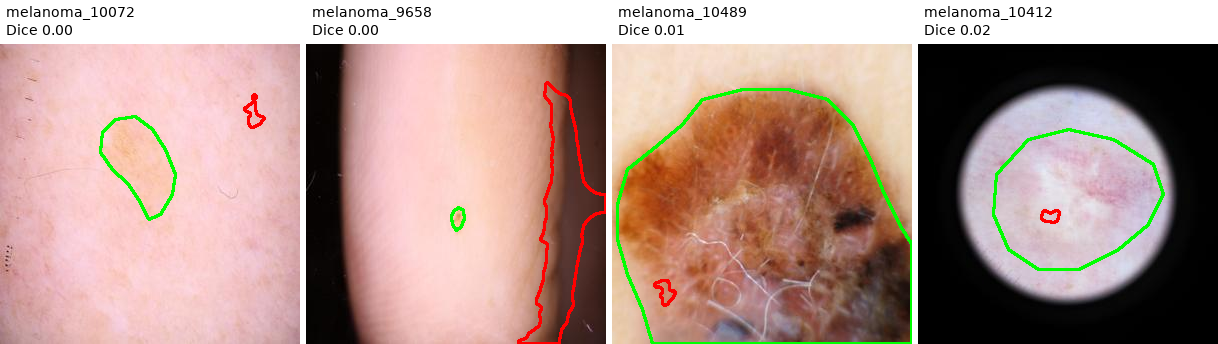 melanoma_10072
Dice 0.00
melanoma_9658
Dice 0.00
melanoma_10489
Dice 0.01
melanoma_10412
Dice 0.02